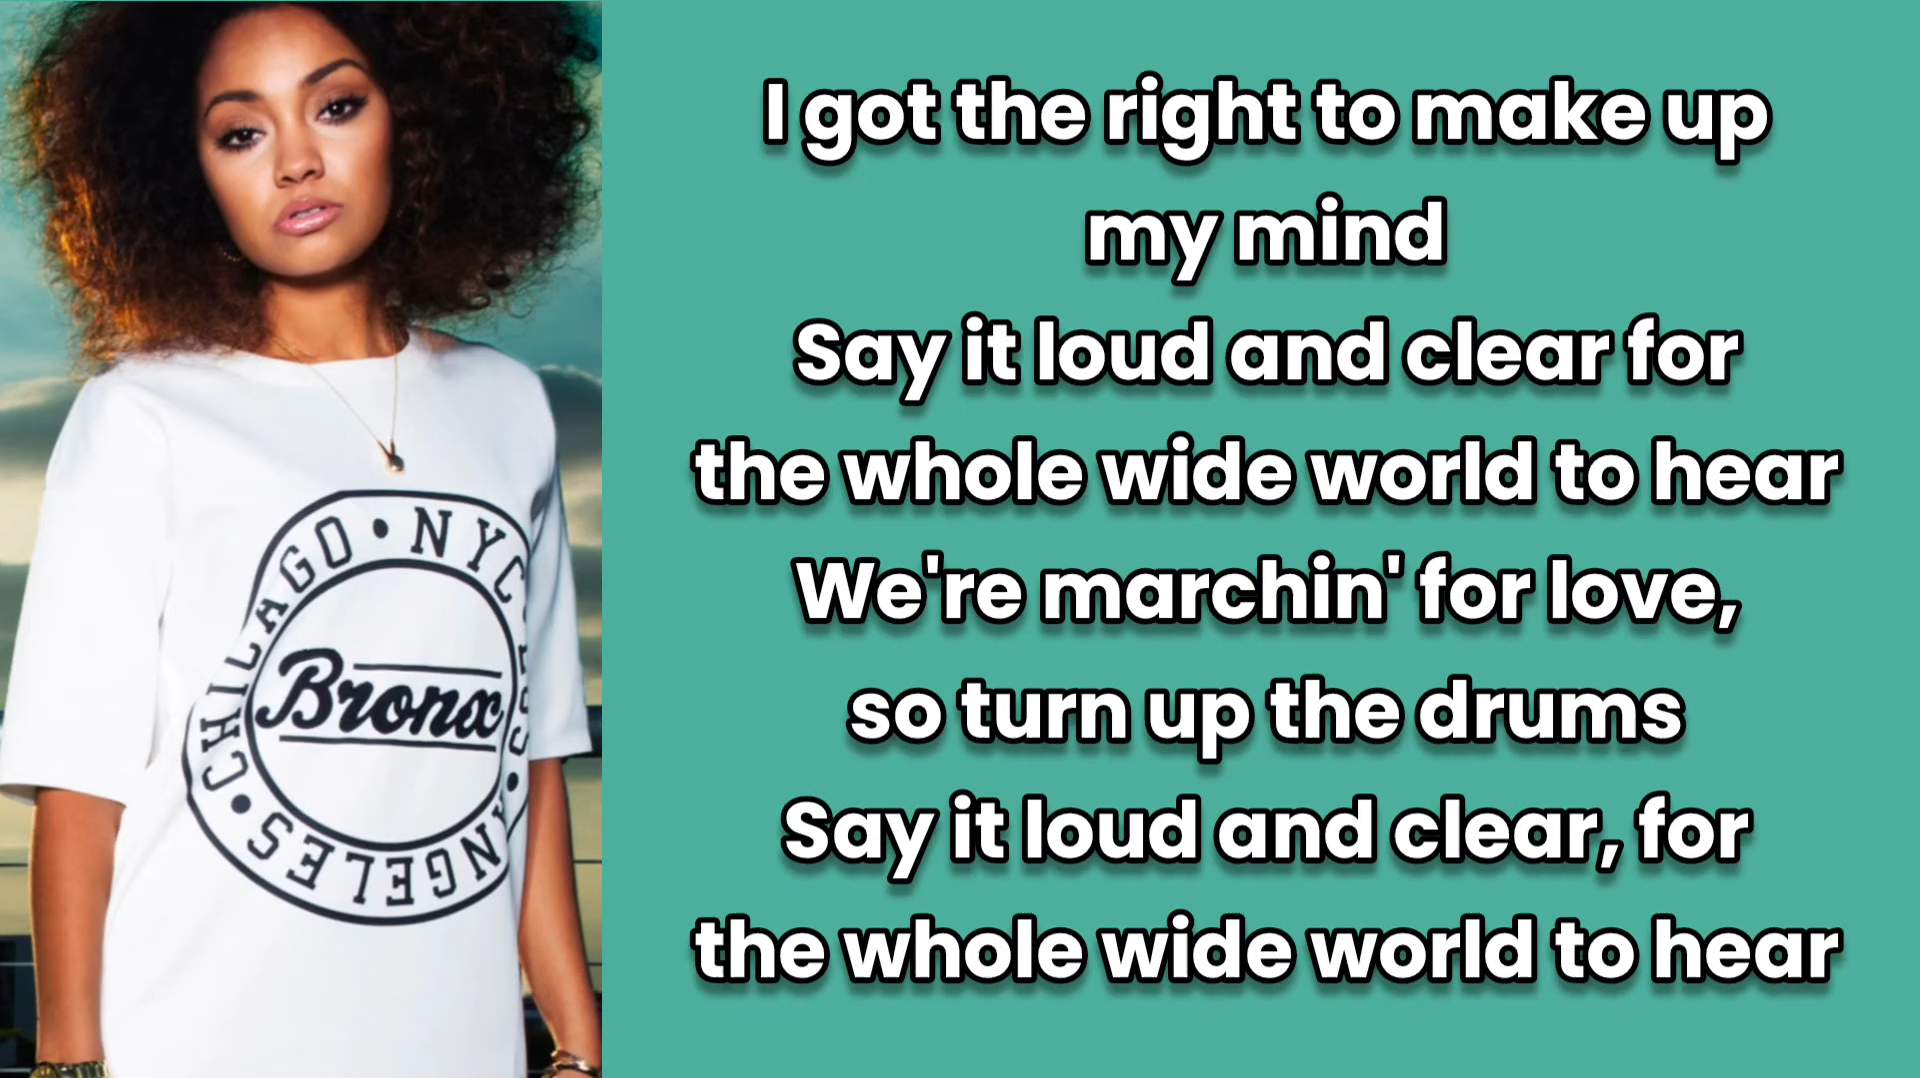 I got the right to make up
my mind
Say it loud and clear for
the whole wide world to hear
We're marchin' for love,
so turn up the drums
Say it loud and clear, for
the whole wide world to hear
CHICAGO • NYC • LOS • ANGELES •
Bronx